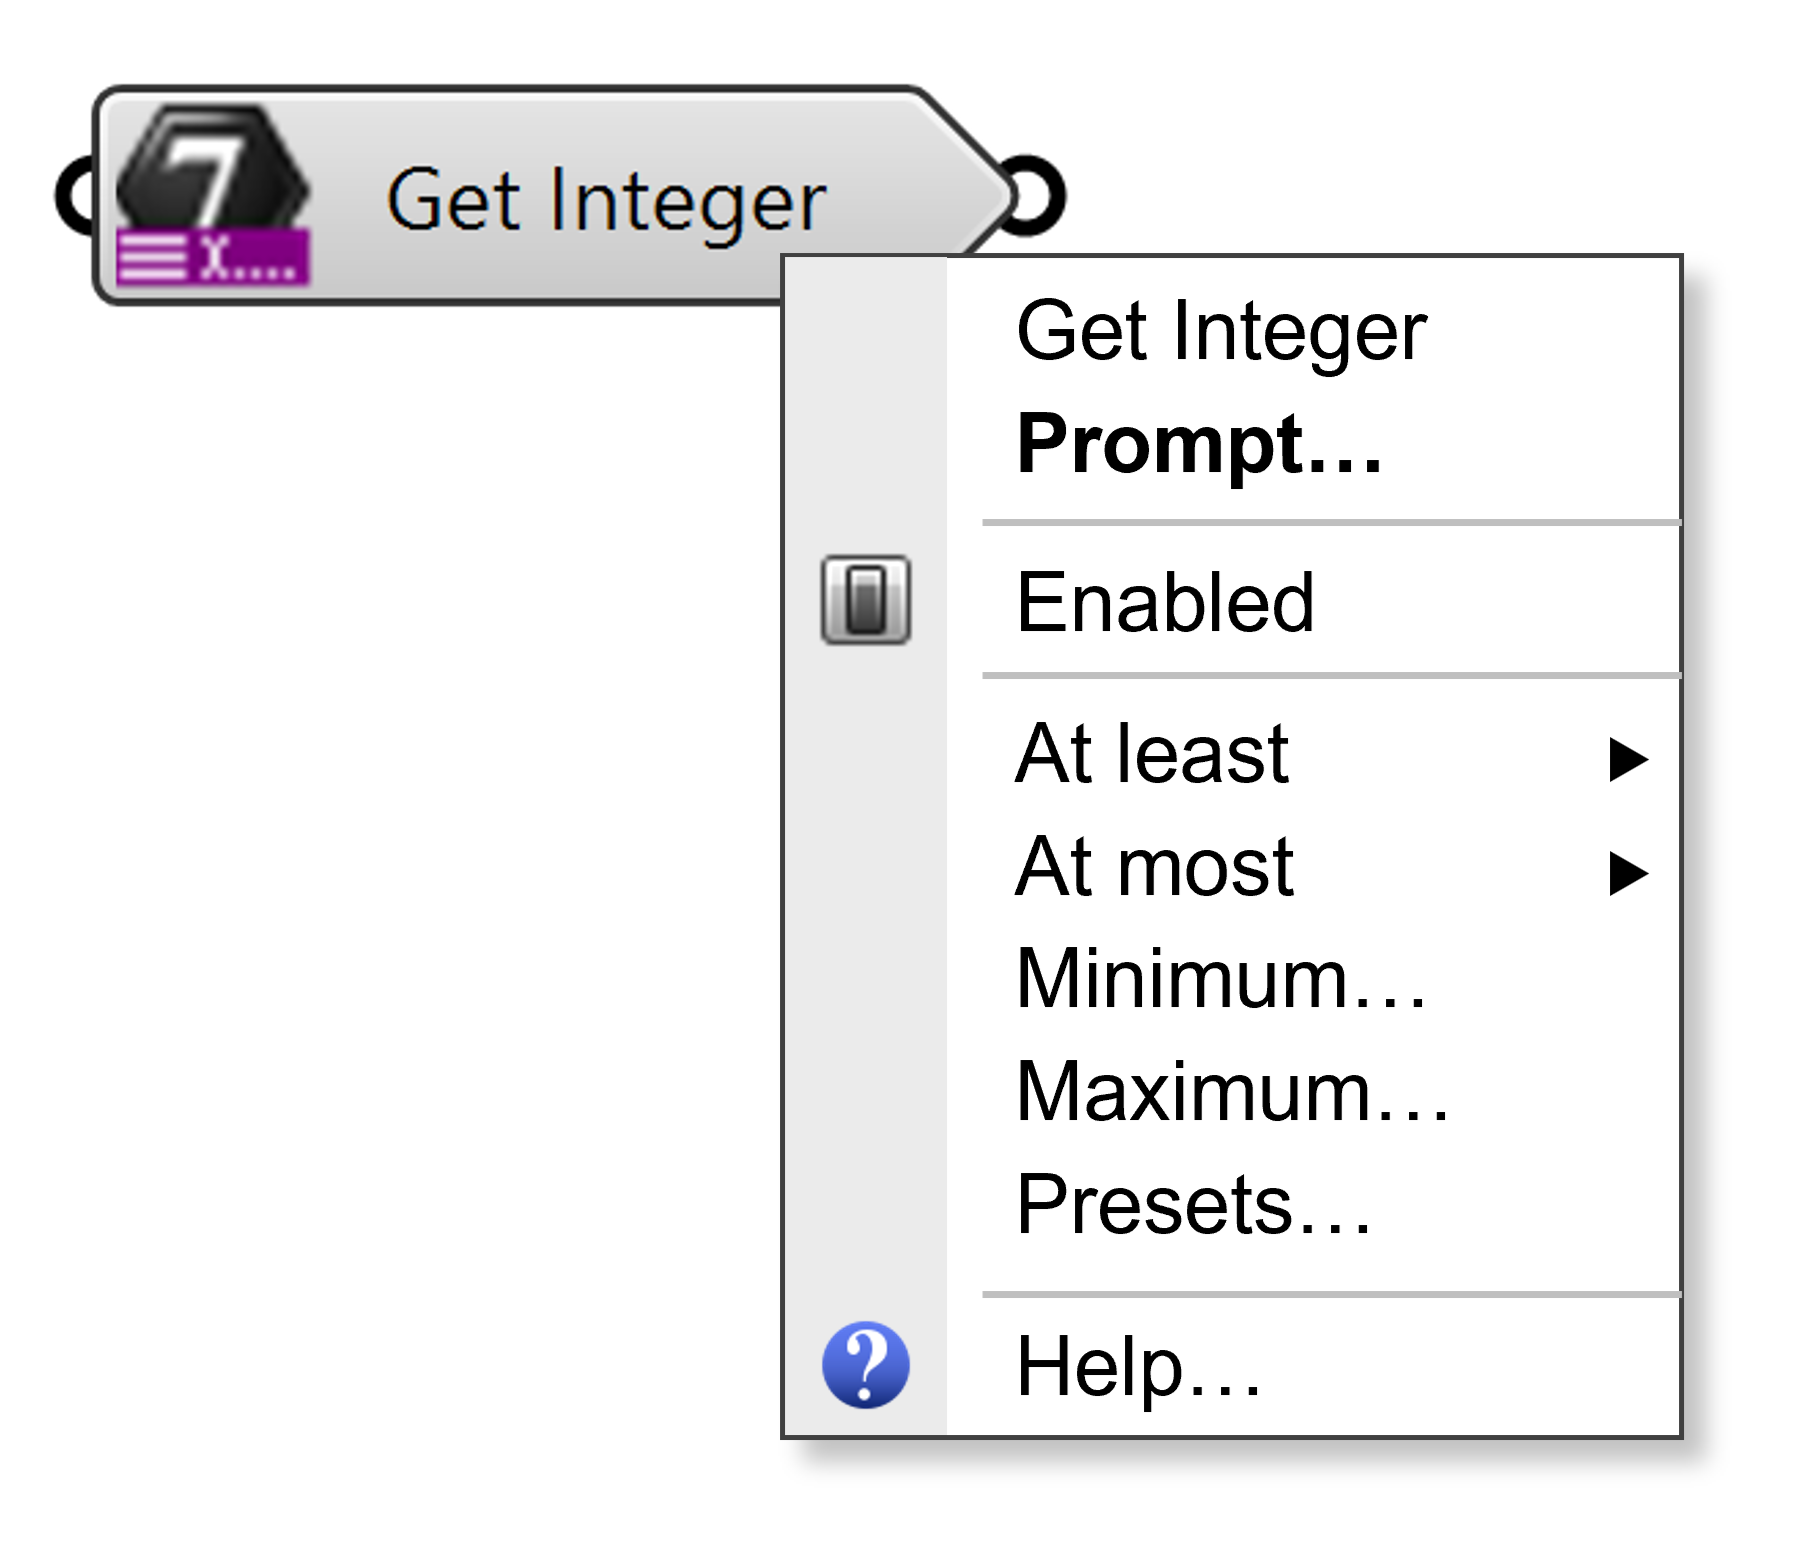 7
X....
Get Integer
Get Integer
Prompt...
Enabled
At least
At most
Minimum...
Maximum...
Presets...
?
Help...